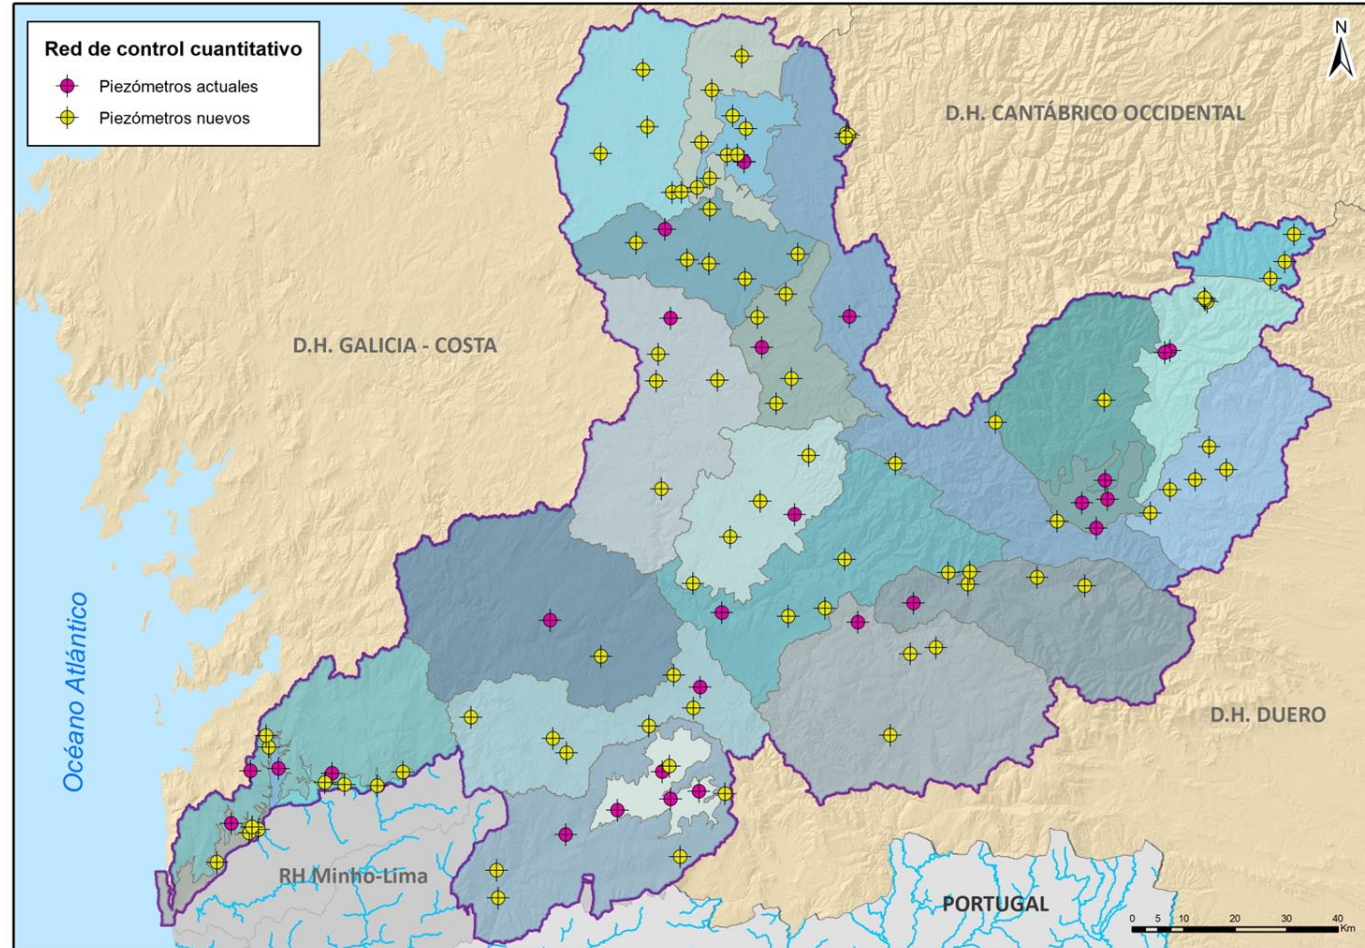 Red de control cuantitativo
Piezómetros actuales
Piezómetros nuevos
N
D.H. CANTÁBRICO OCCIDENTAL
D.H. GALICIA - COSTA
Océano Atlántico
D.H. DUERO
RH Minho-Lima
PORTUGAL
0 5 10 20 30 40
Km